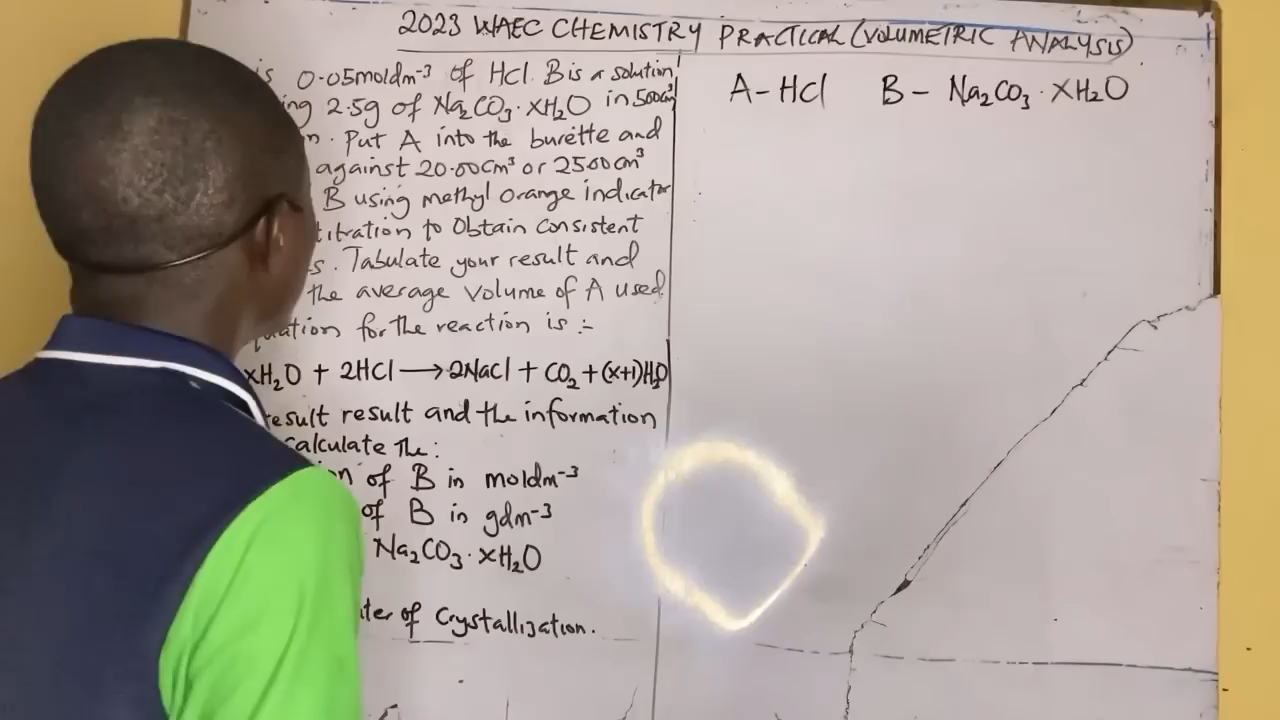 2023 WAEC CHEMISTRY PRACTICAL (VOLUMETRIC ANALYSIS)
is 0.05moldm⁻³ of HCl. B is a solution
ng 2.5g of Na₂CO₃·xH₂O in 500cm³
n. Put A into the burette and
against 20.00cm³ or 25.00cm³
B using methyl orange indicator
titration to obtain consistent
s. Tabulate your result and
the average volume of A used.
quation for the reaction is :-
xH₂O + 2HCl → 2NaCl + CO₂ + (x+1)H₂O
result result and the information
calculate the:
n of B in moldm⁻³
of B in gdm⁻³
Na₂CO₃·xH₂O
ter of Crystallization.
A - HCl B - Na₂CO₃·XH₂O